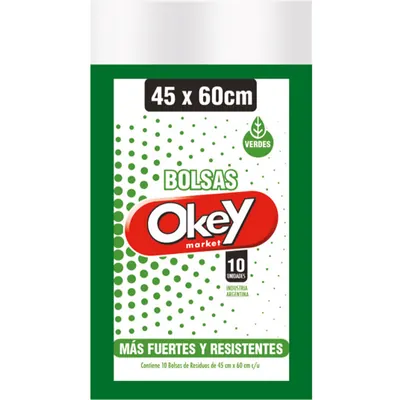 45 x 60cm
VERDES
BOLSAS
Okey
market
10
UNIDADES
INDUSTRIA
ARGENTINA
MÁS FUERTES Y RESISTENTES
Contiene 10 Bolsas de Residuos de 45 cm x 60 cm c/u